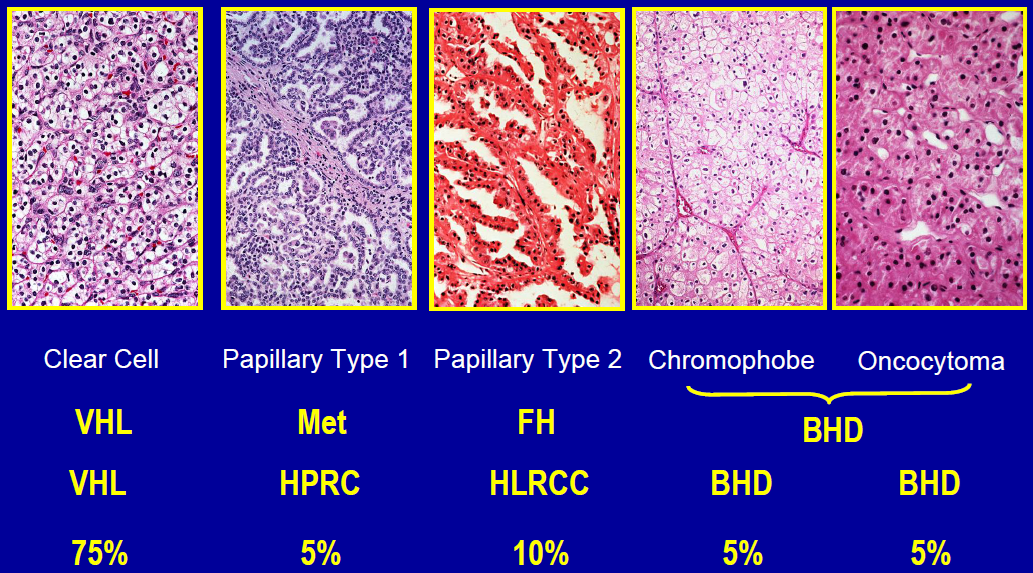 Clear Cell Papillary Type 1 Papillary Type 2 Chromophobe Oncocytoma
VHL Met FH BHD
VHL HPRC HLRCC BHD BHD
75% 5% 10% 5% 5%